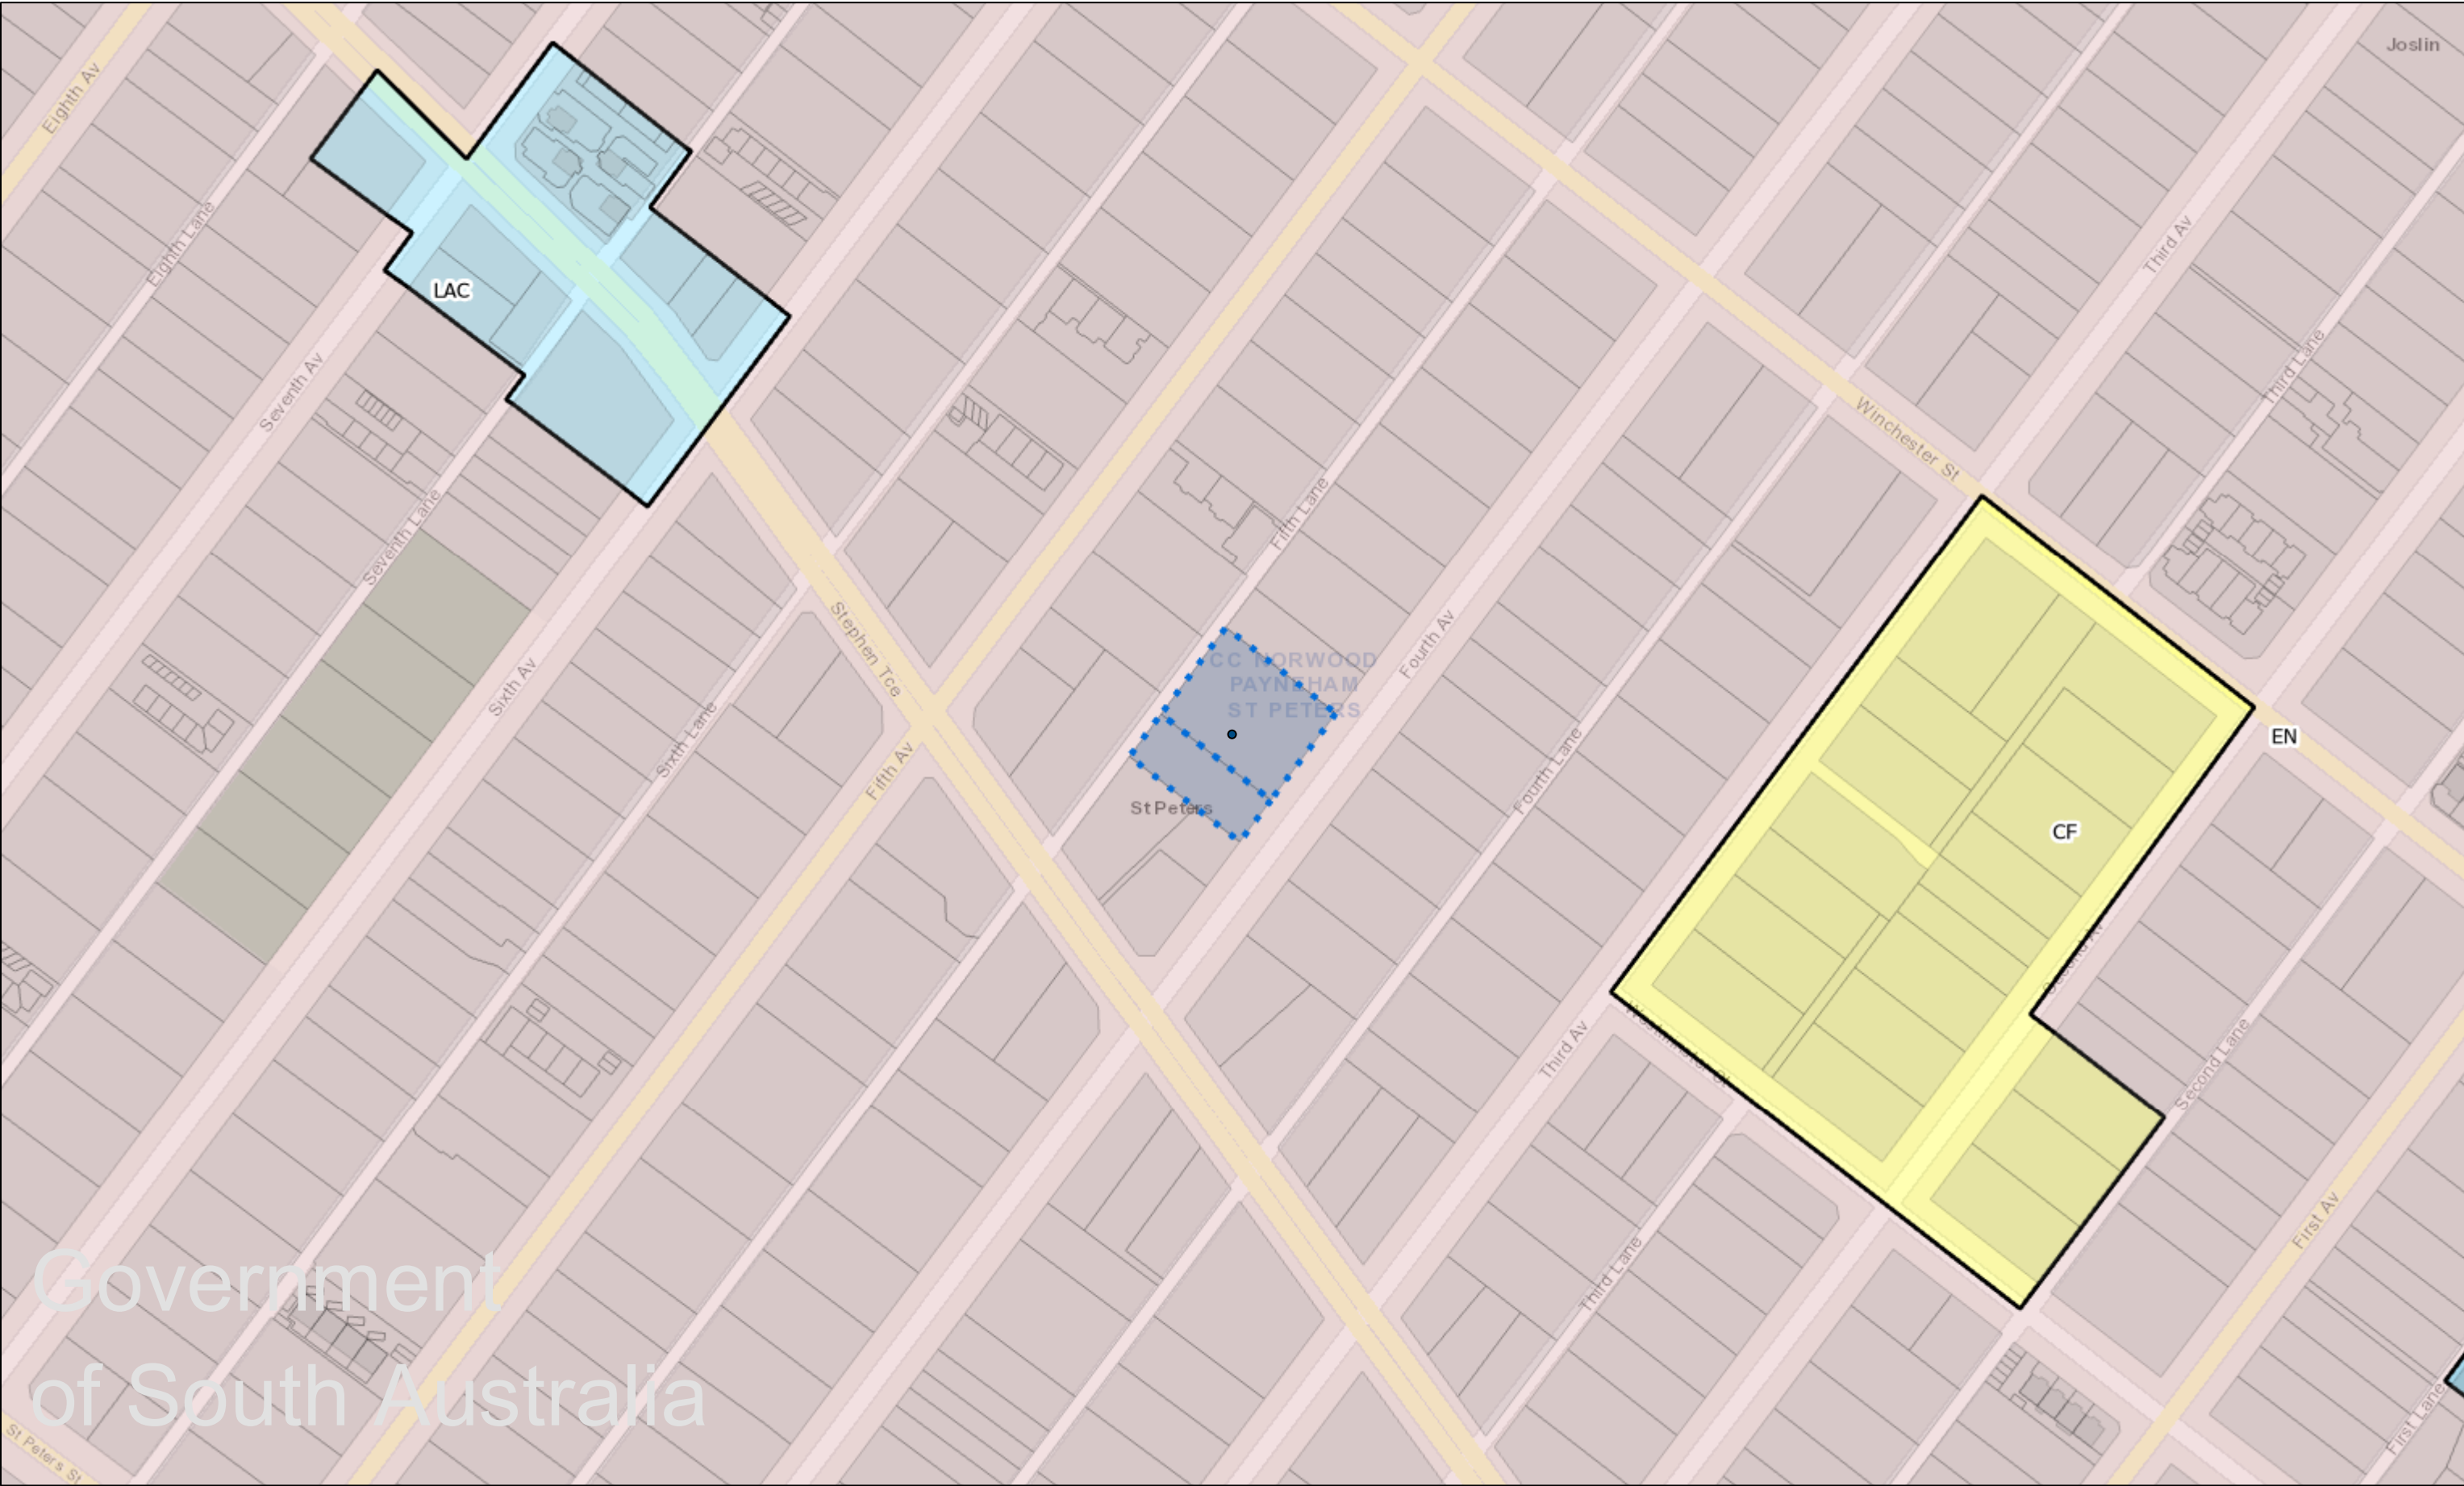 Joslin
Eighth Av
Eighth Lane
Third Av
LAC
Third Lane
Seventh Av
Winchester St
Seventh Lane
Fifth Lane
Stephen Tce
Fourth Av
CC NORWOOD
PAYNEHAM
ST PETERS
Sixth Av
Sixth Lane
Fifth Av
Fourth Lane
EN
St Peters
CF
Second Av
Third Av
Second Lane
First Av
Third Lane
Government
of South Australia
St Peters St
First Lane